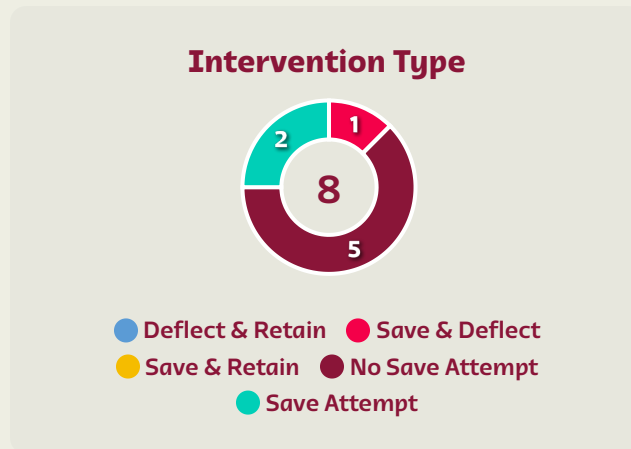 Intervention Type
1
2
8
5
Deflect & Retain Save & Deflect
Save & Retain No Save Attempt
Save Attempt